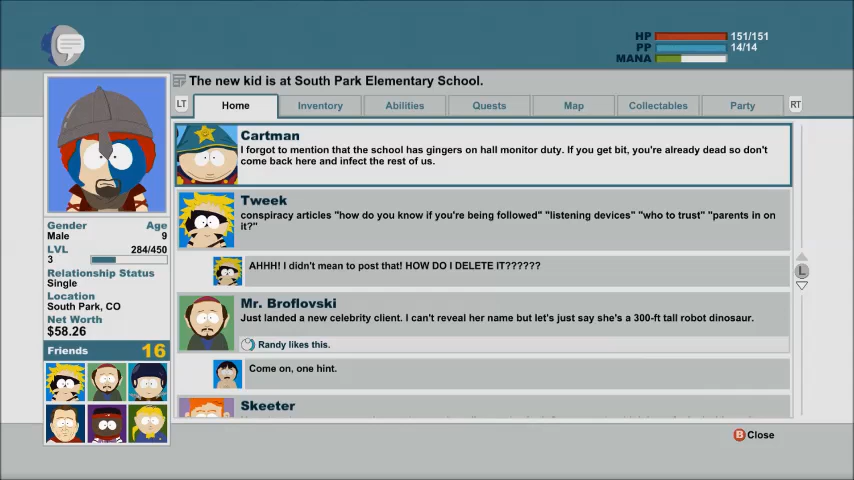 HP 151/151
PP 14/14
MANA
The new kid is at South Park Elementary School.
LT Home Inventory Abilities Quests Map Collectables Party RT
Cartman
I forgot to mention that the school has gingers on hall monitor duty. If you get bit, you're already dead so don't
come back here and infect the rest of us.
Tweek
conspiracy articles "how do you know if you're being followed" "listening devices" "who to trust" "parents in on
it?"
AHHH! I didn't mean to post that! HOW DO I DELETE IT??????
Mr. Broflovski
Just landed a new celebrity client. I can't reveal her name but let's just say she's a 300-ft tall robot dinosaur.
Randy likes this.
Come on, one hint.
Skeeter
Gender Age
Male 9
LVL 284/450
3
Relationship Status
Single
Location
South Park, CO
Net Worth
$58.26
Friends 16
L
B Close